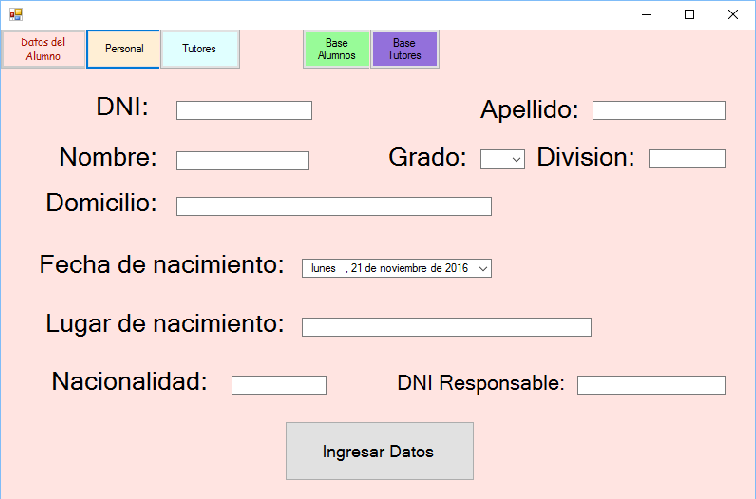 Datos del
Alumno
Personal
Tutores
Base
Alumnos
Base
Tutores
DNI:
Apellido:
Nombre:
Grado:
Division:
Domicilio:
Fecha de nacimiento:
lunes , 21 de noviembre de 2016
Lugar de nacimiento:
Nacionalidad:
DNI Responsable:
Ingresar Datos